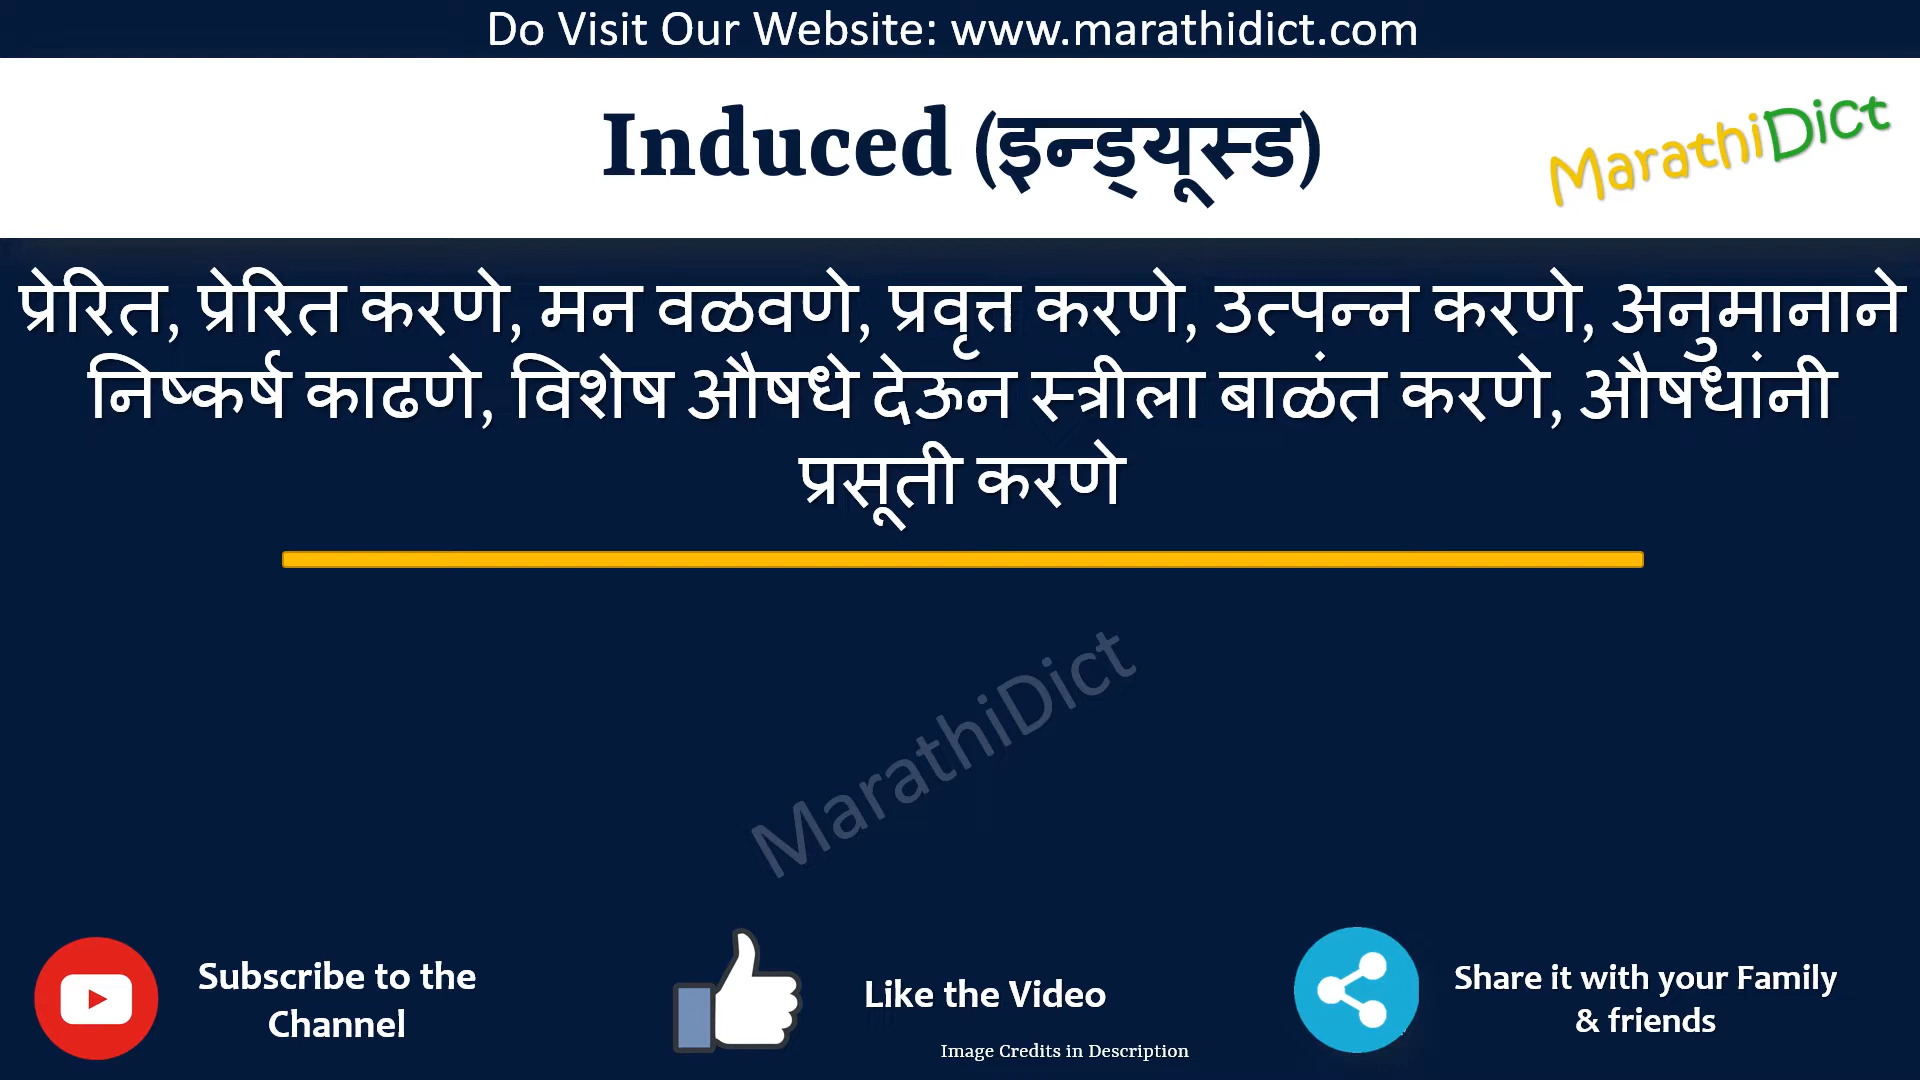 Do Visit Our Website: www.marathidict.com
Induced (इन्ड्यूस्ड)
MarathiDict
प्रेरित, प्रेरित करणे, मन वळवणे, प्रवृत्त करणे, उत्पन्न करणे, अनुमानाने
निष्कर्ष काढणे, विशेष औषधे देऊन स्त्रीला बाळंत करणे, औषधांनी
प्रसूती करणे
MarathiDict
Subscribe to the
Channel
Like the Video
Share it with your Family
& friends
Image Credits in Description